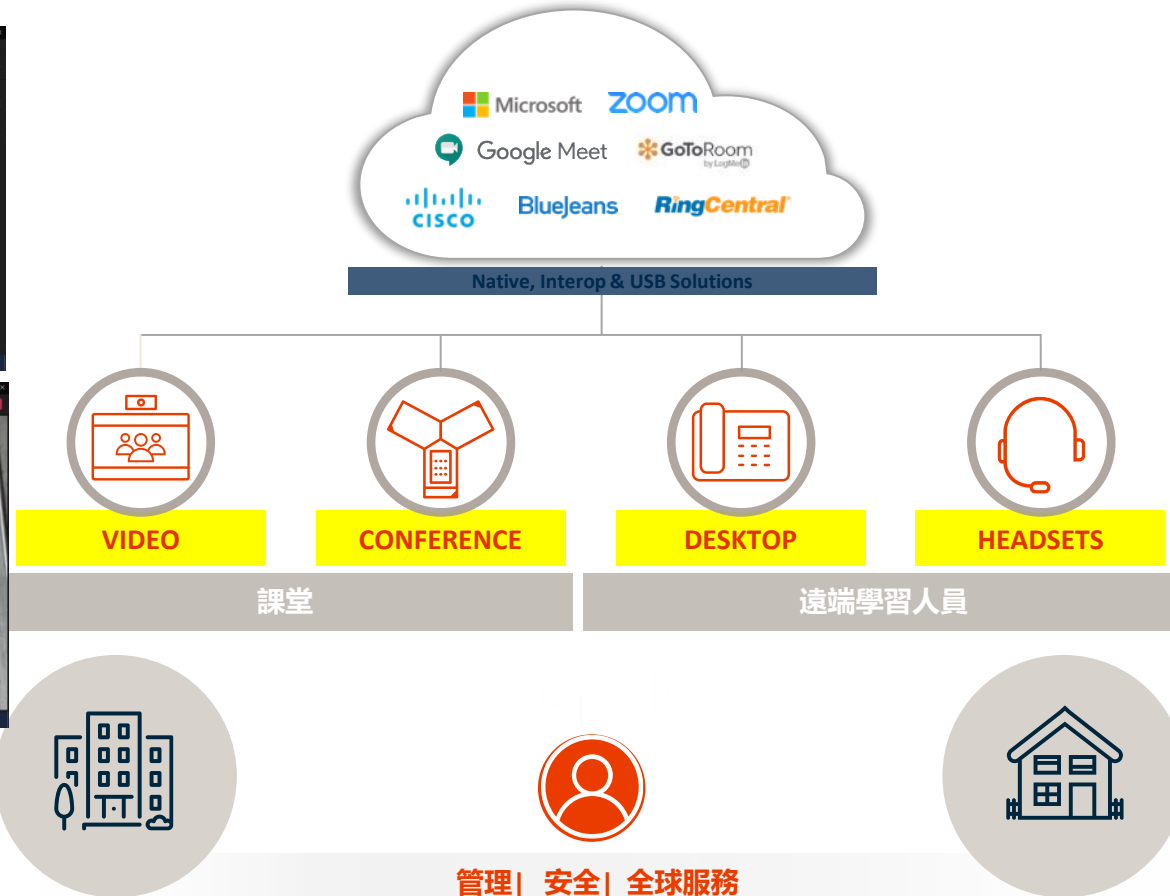 Microsoft zoom
Google Meet GoToRoom
by LogMeIn
CISCO BlueJeans RingCentral
Native, Interop & USB Solutions
VIDEO CONFERENCE DESKTOP HEADSETS
課堂 遠端學習人員
管理| 安全| 全球服務